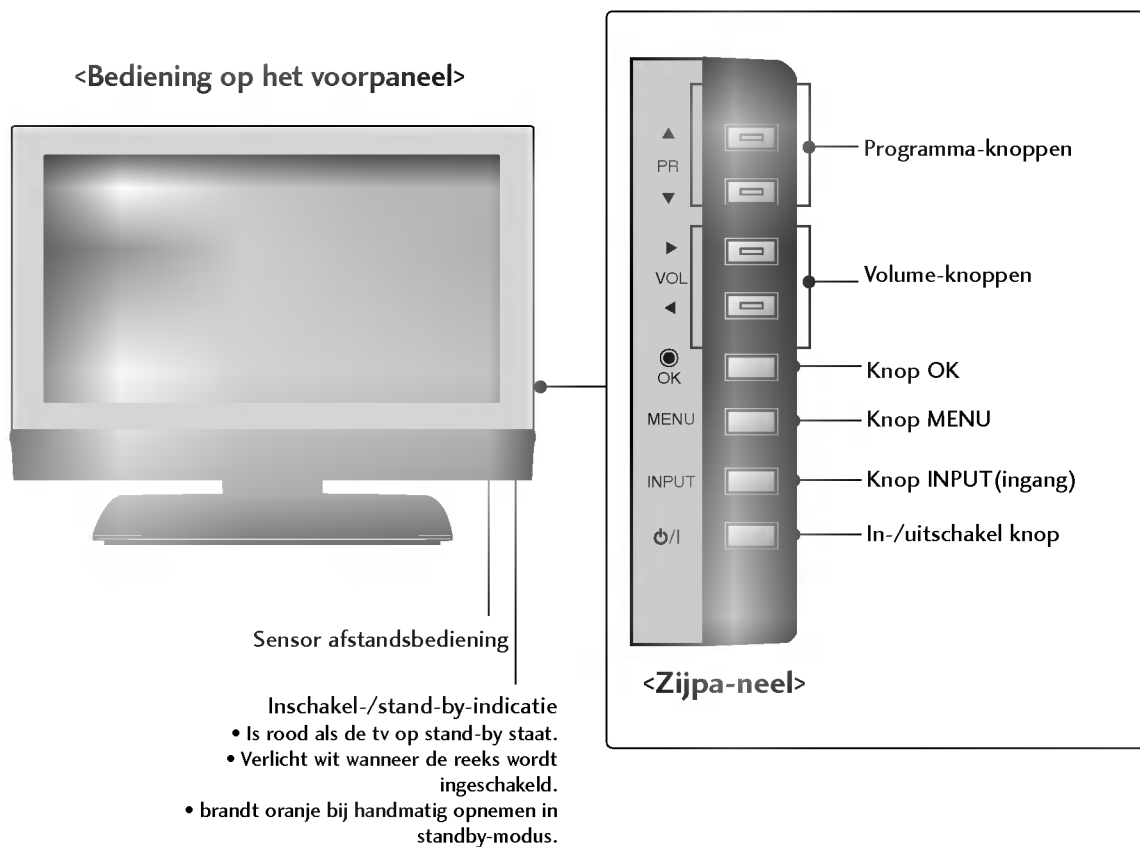 <Bediening op het voorpaneel>
Sensor afstandsbediening
Inschakel-/stand-by-indicatie
• Is rood als de tv op stand-by staat.
• Verlicht wit wanneer de reeks wordt
ingeschakeld.
• brandt oranje bij handmatig opnemen in
standby-modus.
▲
PR
▼
►
VOL
◄
OK
MENU
INPUT
⏻/I
Programma-knoppen
Volume-knoppen
Knop OK
Knop MENU
Knop INPUT(ingang)
In-/uitschakel knop
<Zijpa-neel>